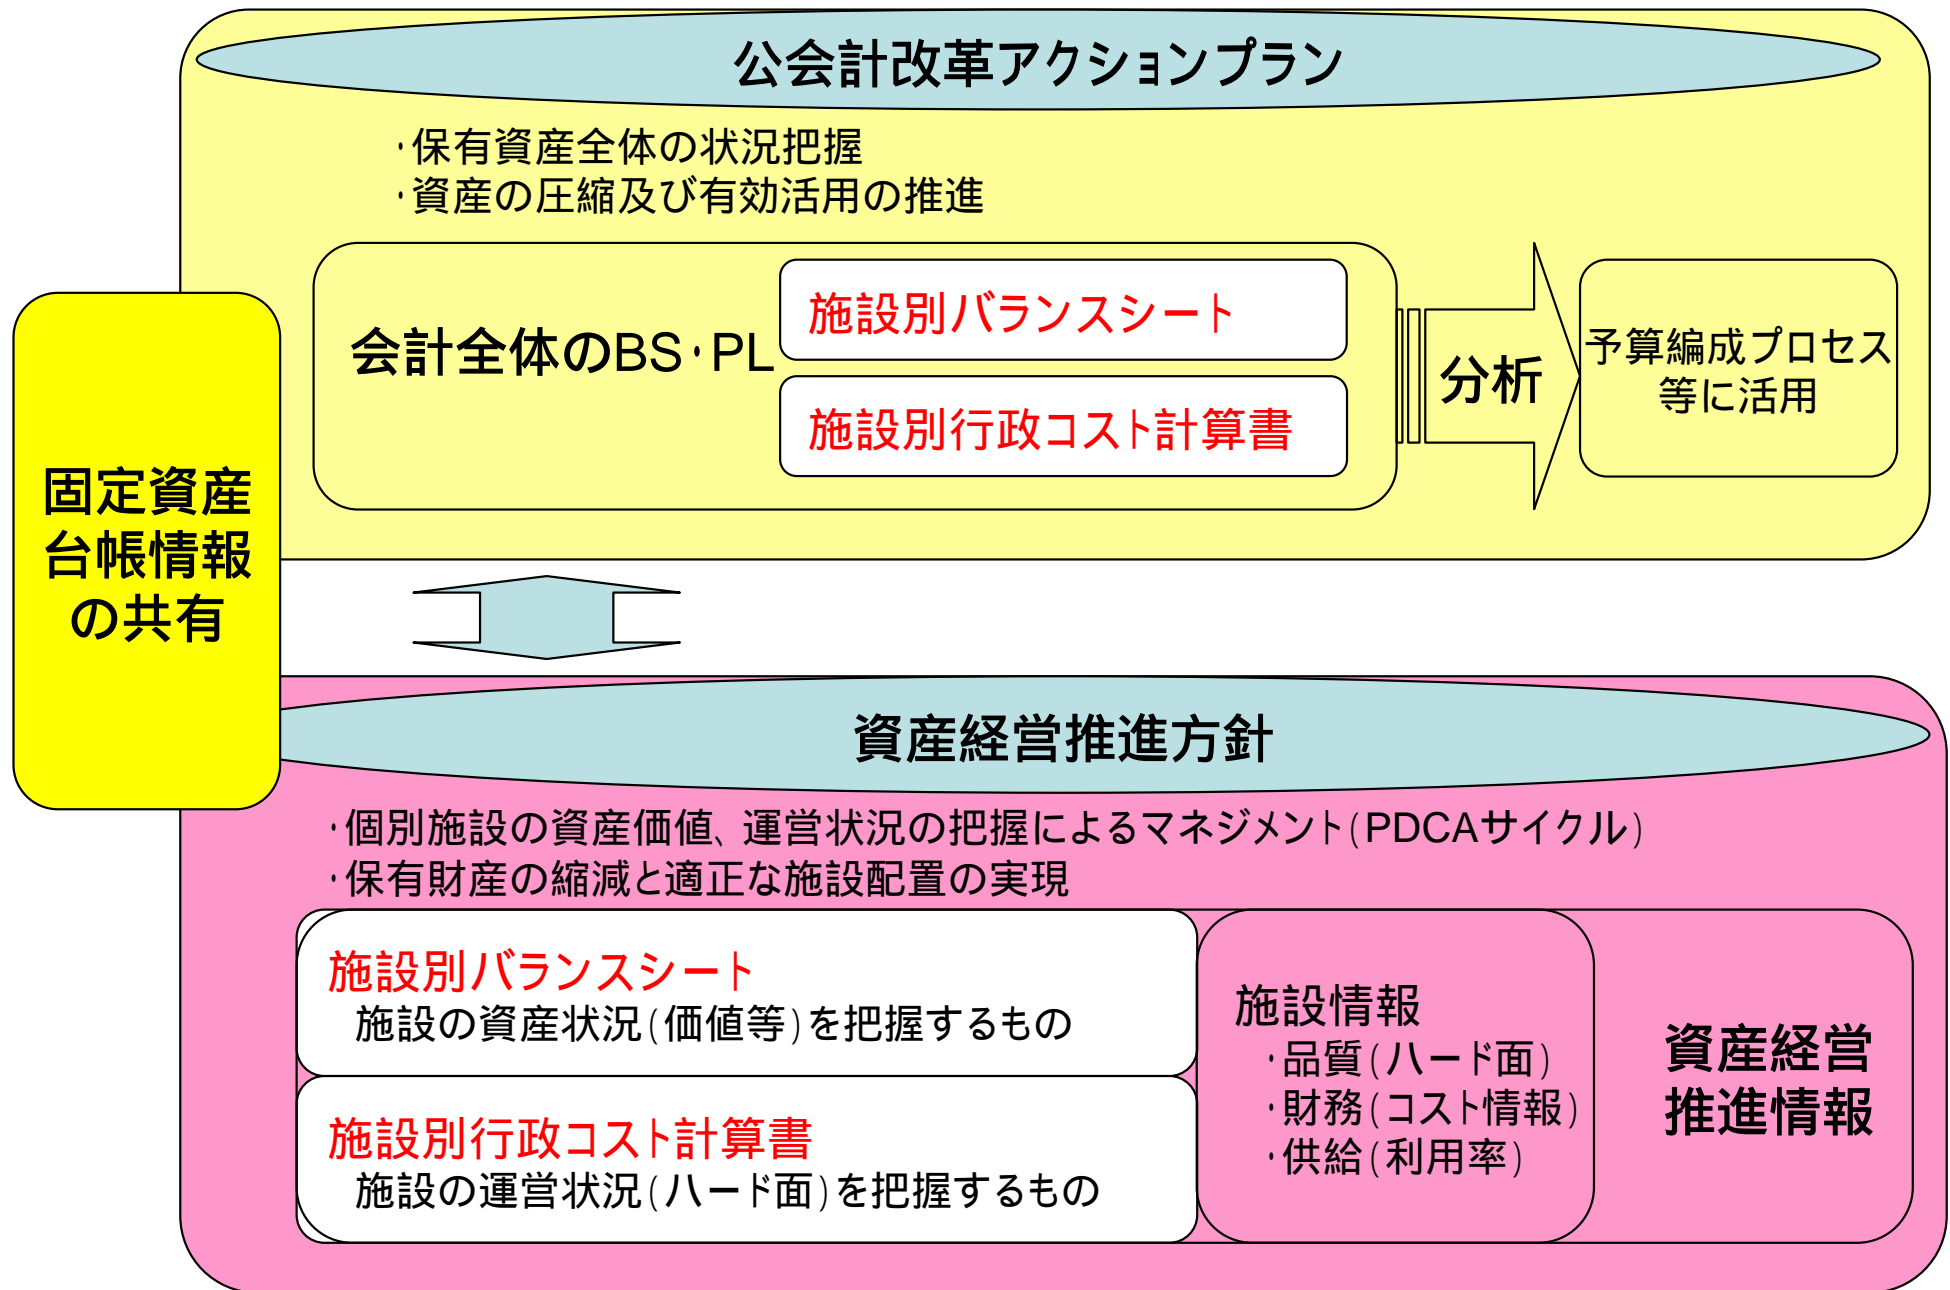 公会計改革アクションプラン
・保有資産全体の状況把握
・資産の圧縮及び有効活用の推進
会計全体のBS・PL
施設別バランスシート
施設別行政コスト計算書
分析
予算編成プロセス
等に活用
固定資産
台帳情報
の共有
資産経営推進方針
・個別施設の資産価値、運営状況の把握によるマネジメント(PDCAサイクル)
・保有財産の縮減と適正な施設配置の実現
施設別バランスシート
施設の資産状況(価値等)を把握するもの
施設別行政コスト計算書
施設の運営状況(ハード面)を把握するもの
施設情報
・品質(ハード面)
・財務(コスト情報)
・供給(利用率)
資産経営
推進情報